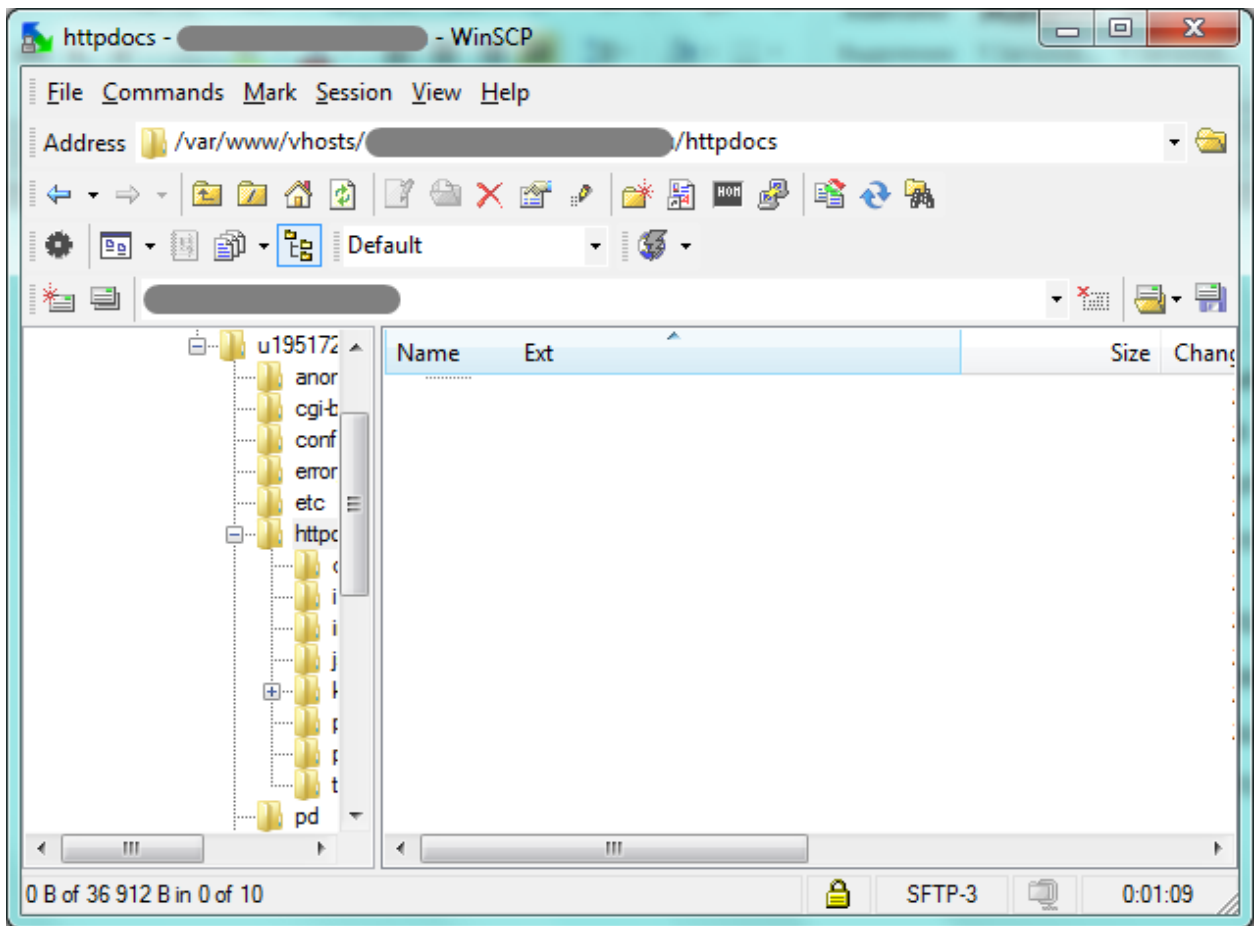 httpdocs - - WinSCP
File Commands Mark Session View Help
Address /var/www/vhosts/ /httpdocs
Default
u195172
anor
cgi-b
conf
error
etc
httpd
i
j
p
p
t
pd
Name Ext Size Chang
0 B of 36 912 B in 0 of 10 SFTP-3 0:01:09